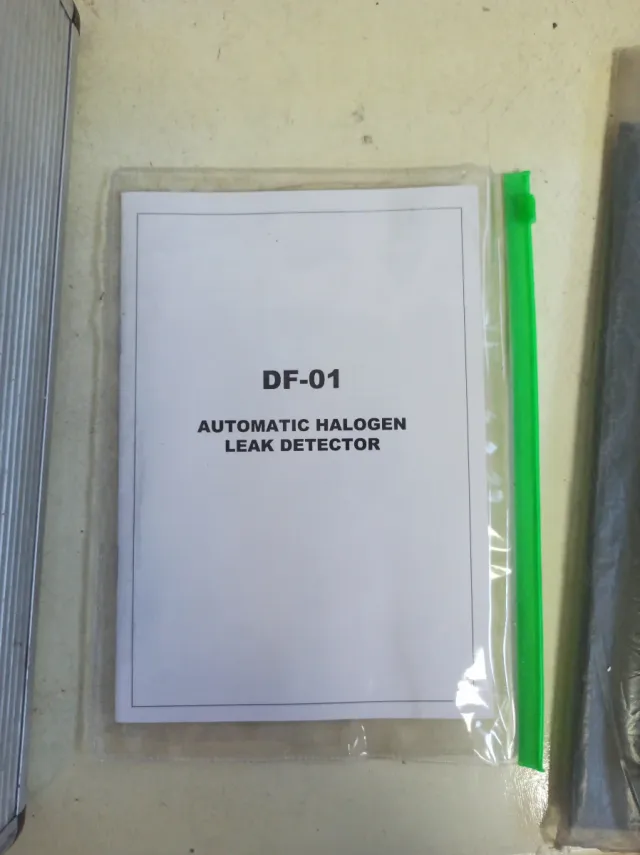 DF-01
AUTOMATIC HALOGEN
LEAK DETECTOR